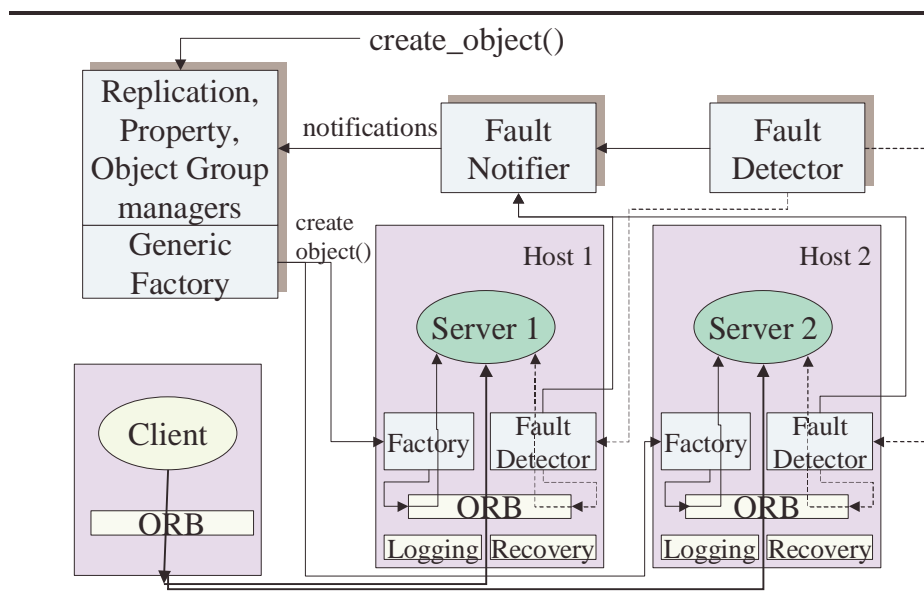 create_object()
Replication,
Property,
Object Group
managers
Generic
Factory
notifications
Fault
Notifier
Fault
Detector
create
object()
Host 1
Server 1
Factory
Fault
Detector
ORB
Logging
Recovery
Host 2
Server 2
Factory
Fault
Detector
ORB
Logging
Recovery
Client
ORB